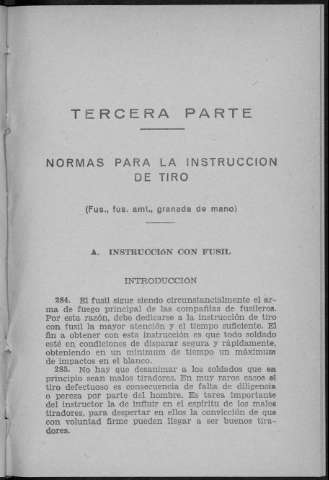 TERCERA PARTE
NORMAS PARA LA INSTRUCCION
DE TIRO
(Fus., fus. amt., granada de mano)
A. INSTRUCCIÓN CON FUSIL
INTRODUCCIÓN
284. El fusil sigue siendo circunstancialmente el ar-
ma de fuego principal de las compañías de fusileros.
Por esta razón, debe dedicarse a la instrucción de tiro
con fusil la mayor atención y el tiempo suficiente. El
fin a obtener con esta instrucción es que todo soldado
esté en condiciones de disparar segura y rápidamente,
obteniendo en un mínimum de tiempo un máximum
de impactos en el blanco.
285. No hay que desanimar a los soldados que en
principio sean malos tiradores. En muy raros casos el
tiro defectuoso es consecuencia de falta de diligencia
o pereza por parte del hombre. Es tarea importante
del instructor la de influir en el espíritu de los malos
tiradores, para despertar en ellos la convicción de que
con voluntad firme pueden llegar a ser buenos tira-
dores.